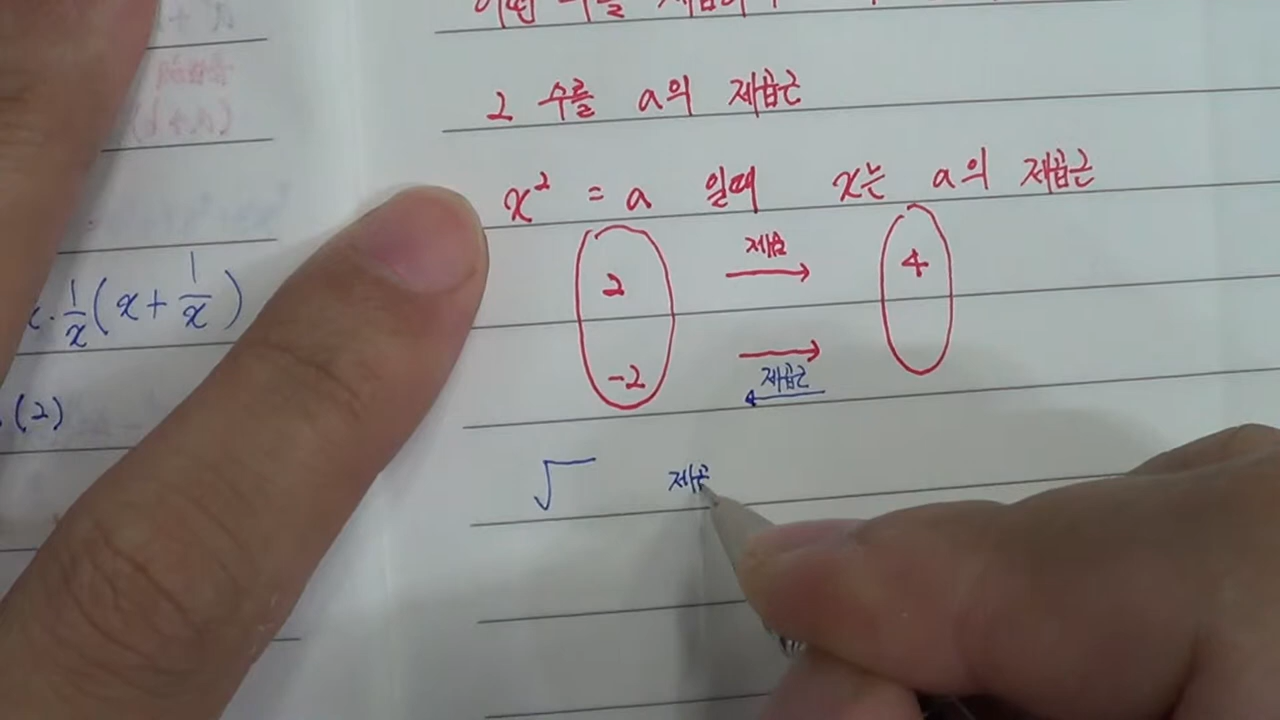 2 수를 a의 제곱근
x² = a 일때 x는 a의 제곱근
2 제곱 → 4
-2 → 제곱근 ←
√ 제곱
x · 1/x (x + 1/x)
(2)